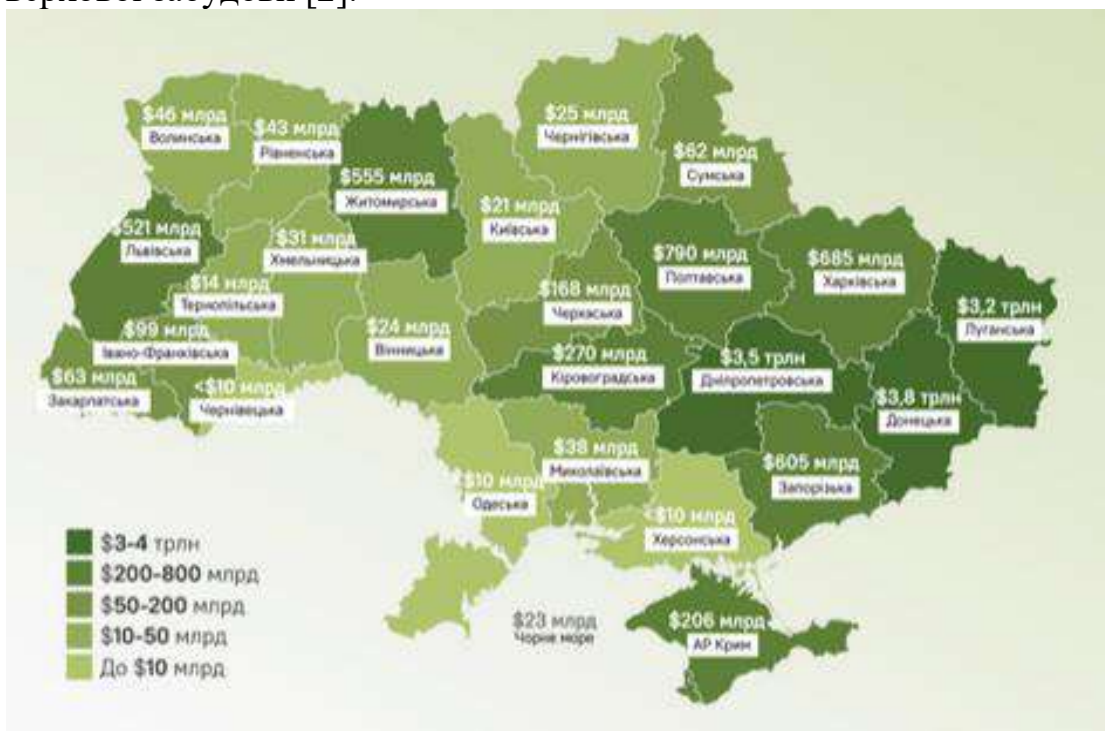 $46 млрд
Волинська
$43 млрд
Рівненська
$555 млрд
Житомирська
$25 млрд
Чернігівська
$62 млрд
Сумська
$521 млрд
Львівська
$31 млрд
Хмельницька
$21 млрд
Київська
$790 млрд
Полтавська
$685 млрд
Харківська
$14 млрд
Тернопільська
$168 млрд
Черкаська
$3,2 трлн
Луганська
$99 млрд
Івано-Франківська
$24 млрд
Вінницька
$270 млрд
Кіровоградська
$3,5 трлн
Дніпропетровська
$63 млрд
Закарпатська
<$10 млрд
Чернівецька
$3,8 трлн
Донецька
$38 млрд
Миколаївська
$605 млрд
Запорізька
$10 млрд
Одеська
<$10 млрд
Херсонська
$3-4 трлн
$200-800 млрд
$50-200 млрд
$10-50 млрд
До $10 млрд
$23 млрд
Чорне море
$206 млрд
АР Крим